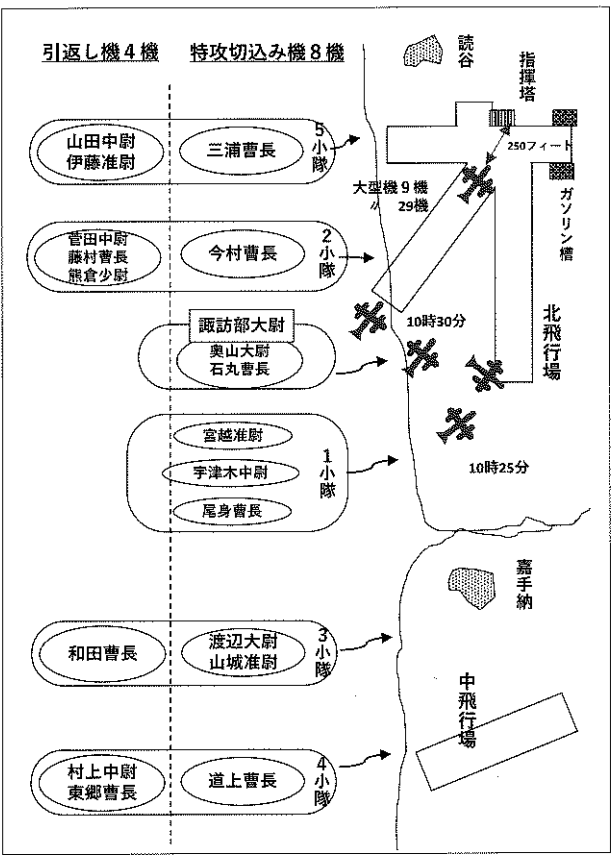 引返し機４機
特攻切込み機８機
読谷
指揮塔
250フィート
ガソリン槽
大型機９機
〃 29機
北飛行場
10時30分
10時25分
嘉手納
中飛行場
山田中尉
伊藤准尉
三浦曹長
５小隊
菅田中尉
藤村曹長
熊倉少尉
今村曹長
２小隊
諏訪部大尉
奥山大尉
石丸曹長
宮越准尉
宇津木中尉
尾身曹長
１小隊
和田曹長
渡辺大尉
山城准尉
３小隊
村上中尉
東郷曹長
道上曹長
４小隊